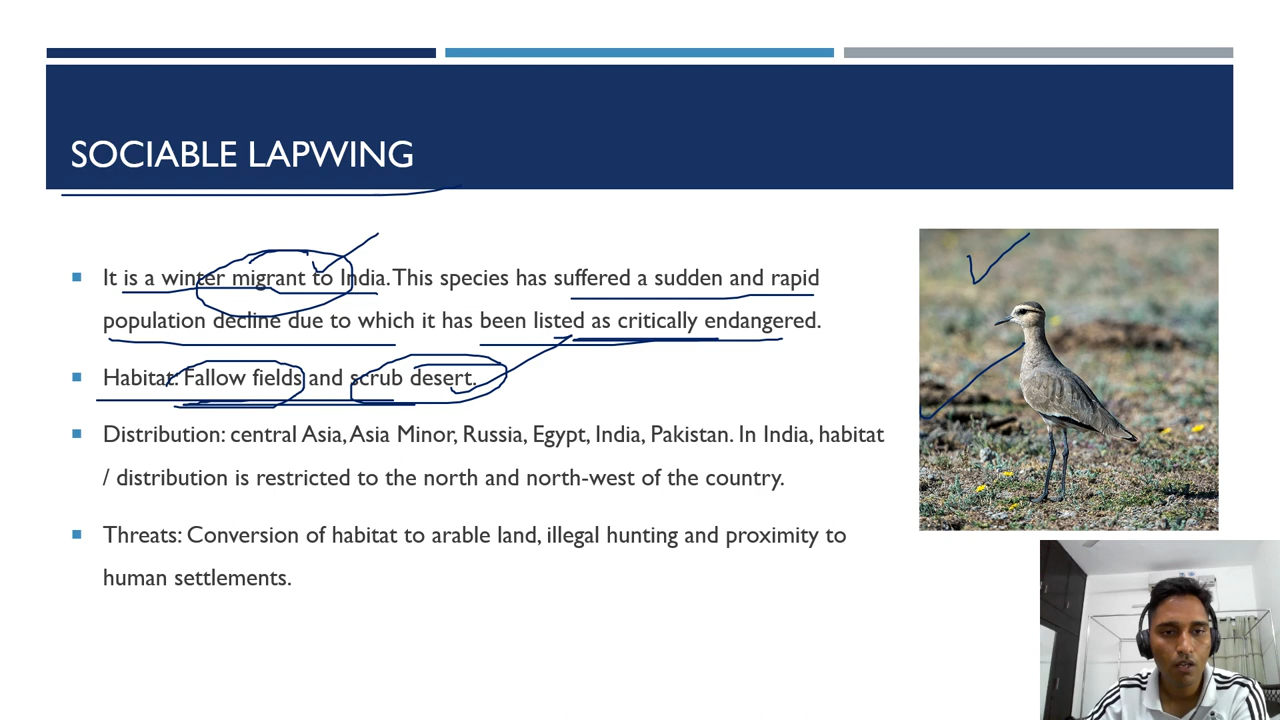 SOCIABLE LAPWING
It is a winter migrant to India. This species has suffered a sudden and rapid
population decline due to which it has been listed as critically endangered.
Habitat: Fallow fields and scrub desert.
Distribution: central Asia, Asia Minor, Russia, Egypt, India, Pakistan. In India, habitat
/ distribution is restricted to the north and north-west of the country.
Threats: Conversion of habitat to arable land, illegal hunting and proximity to
human settlements.